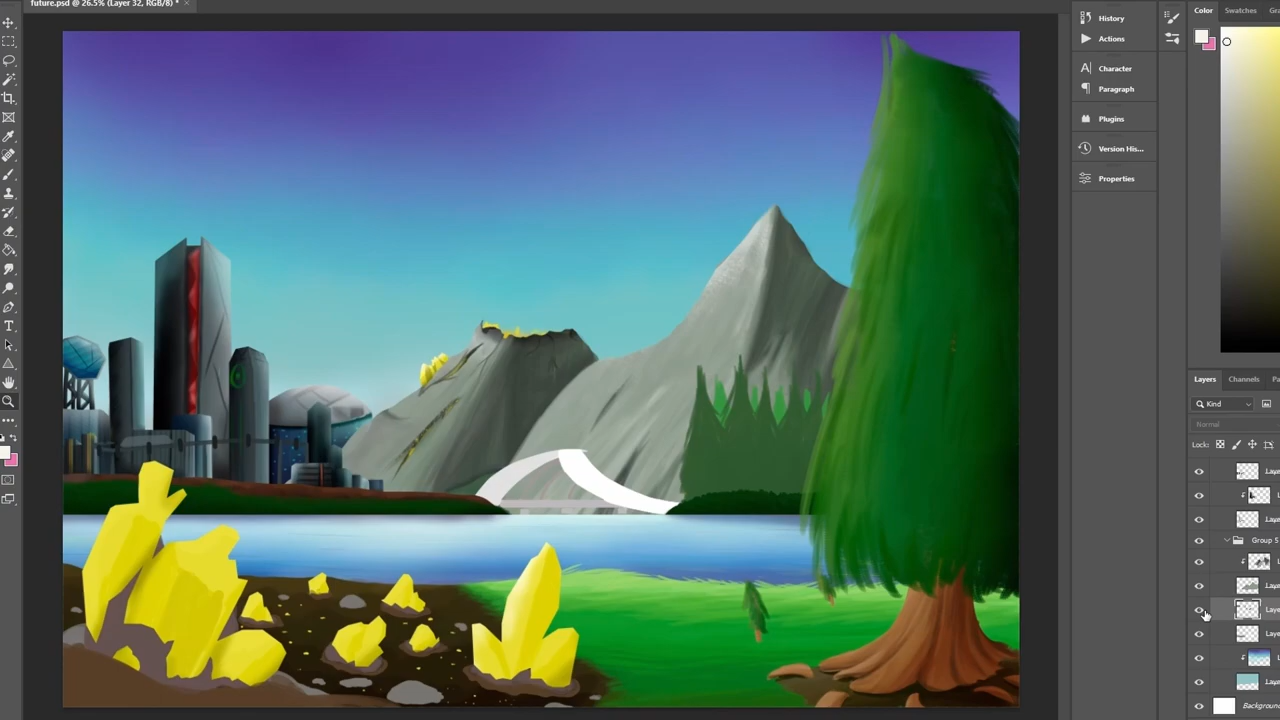 future.psd @ 26.5% (Layer 32, RGB/8) *
History
Actions
Character
Paragraph
Plugins
Version His...
Properties
Color Swatches
Layers Channels
Kind
Normal
Lock:
Group 5
Background